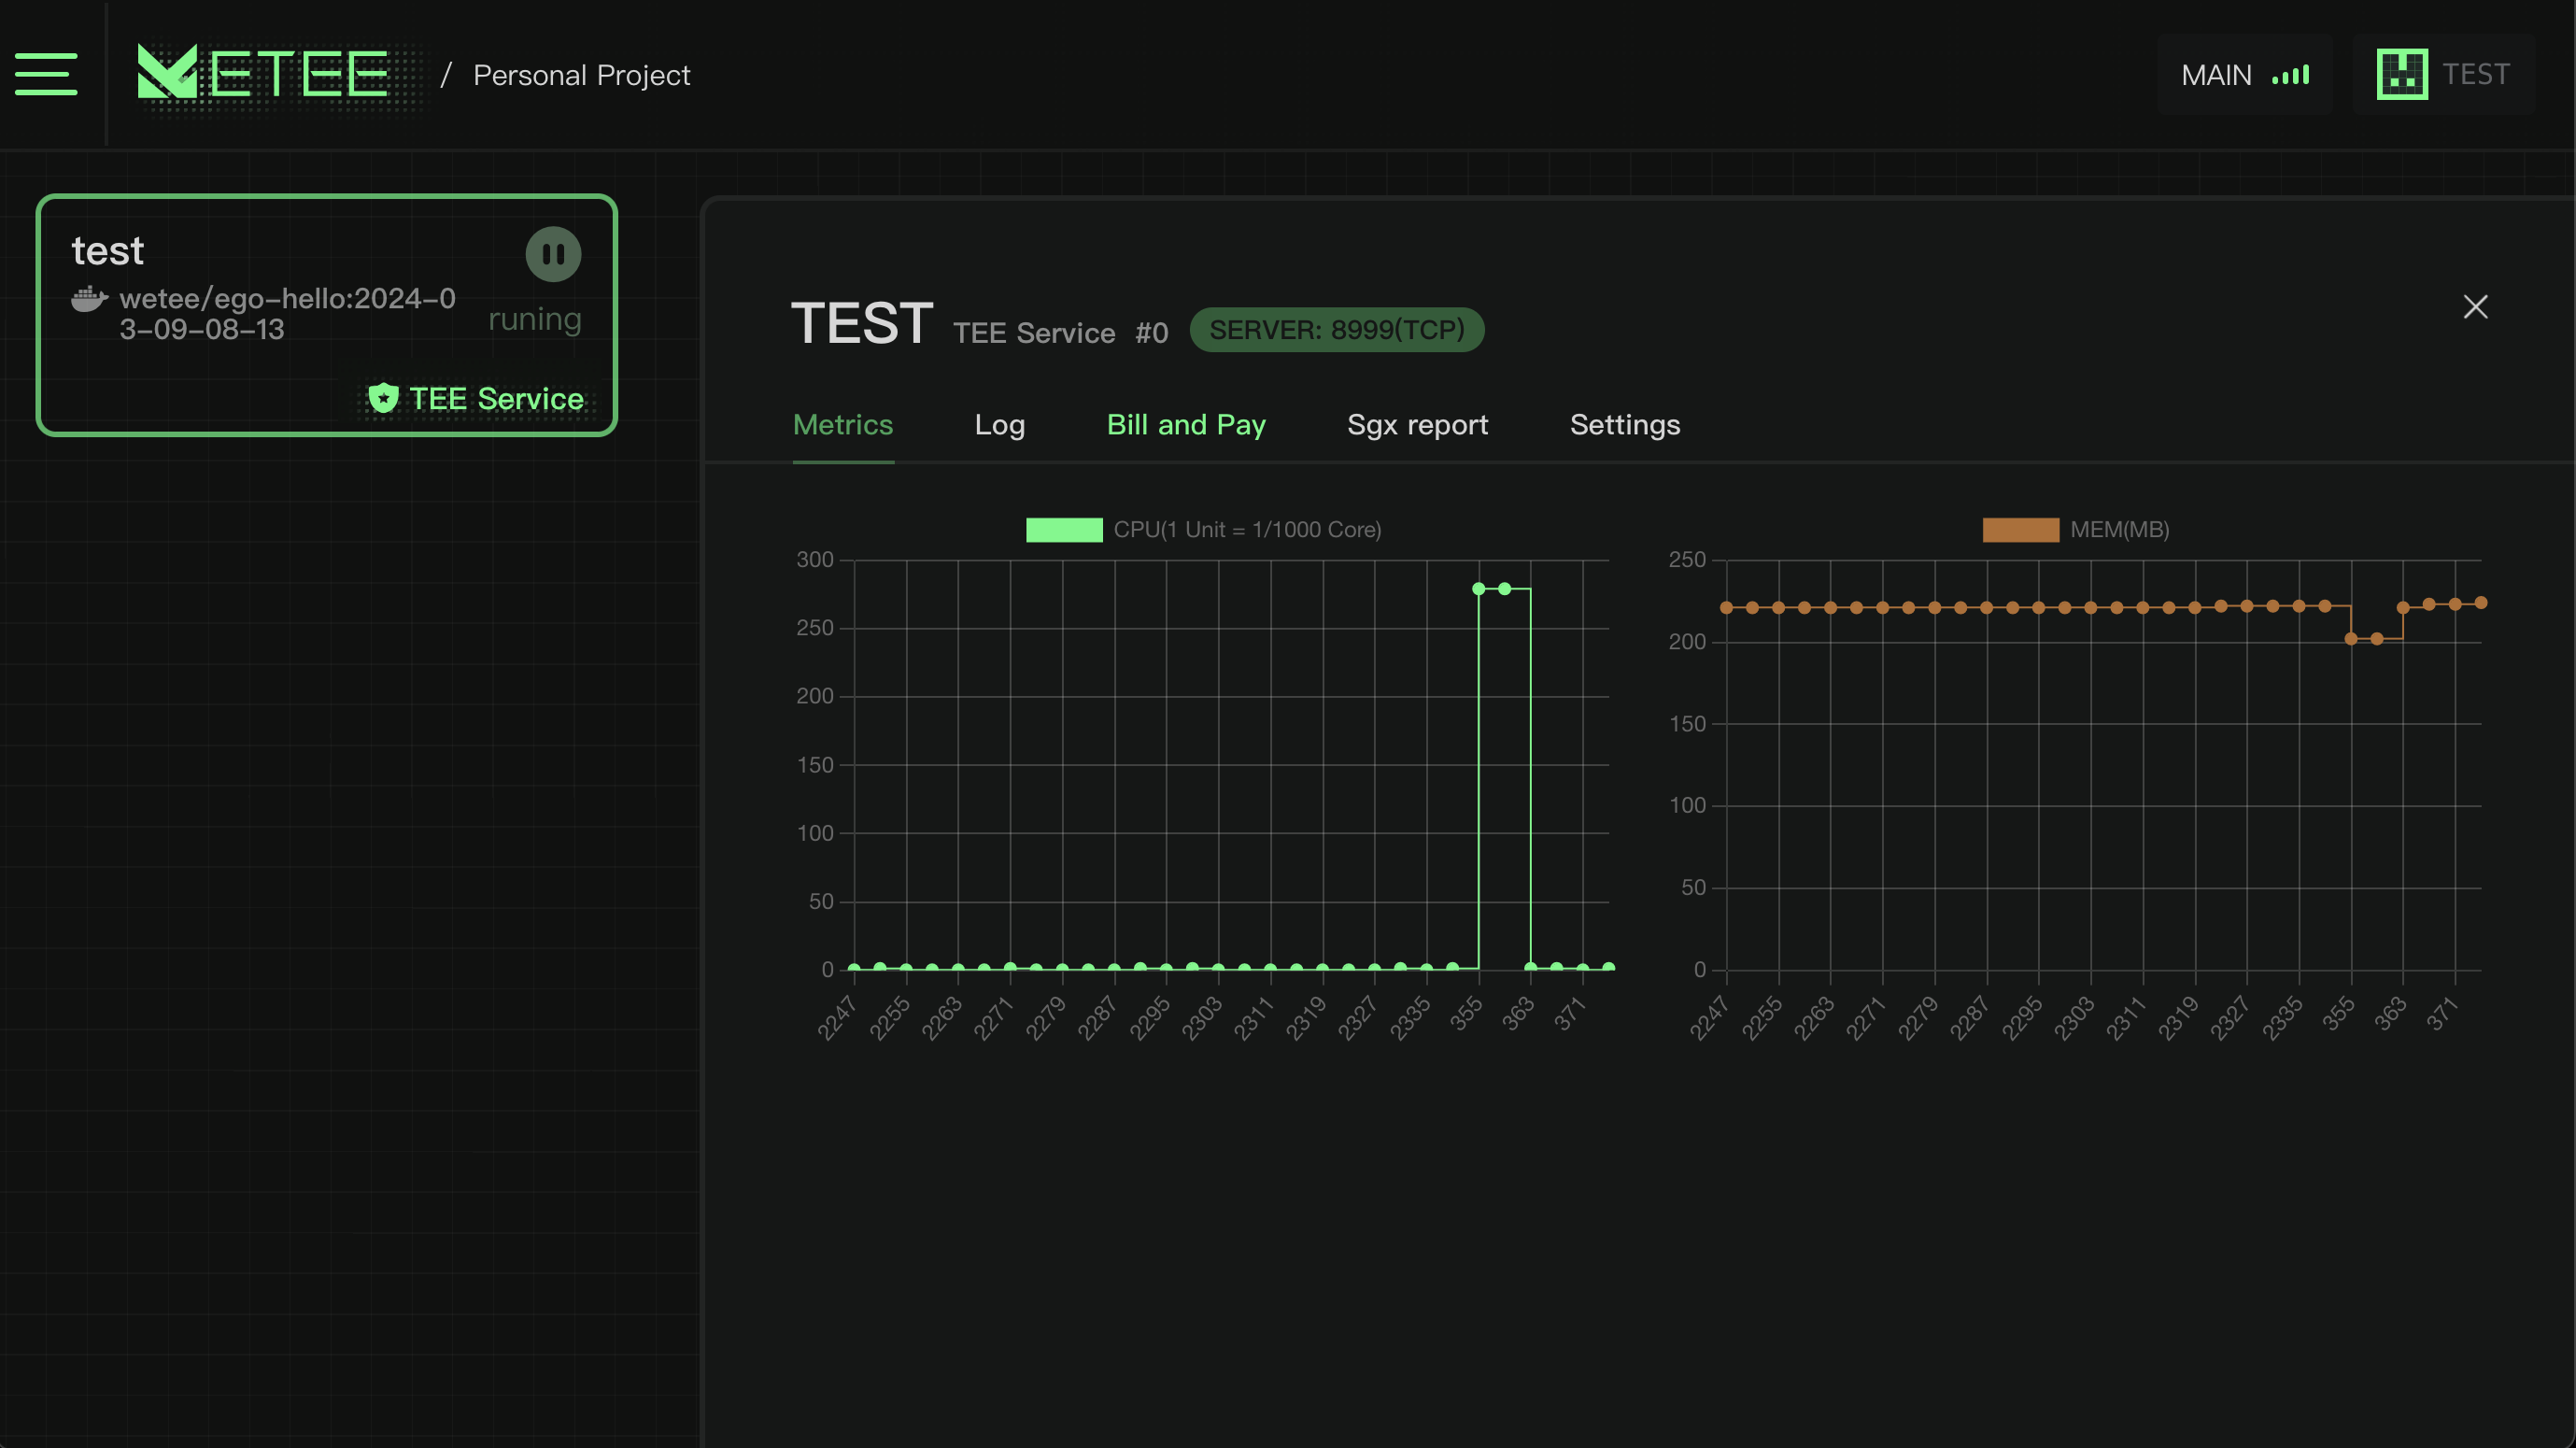 WETEE / Personal Project
MAIN
TEST
test
wetee/ego-hello:2024-0
3-09-08-13
runing
TEE Service
TEST TEE Service #0 SERVER: 8999(TCP)
Metrics Log Bill and Pay Sgx report Settings
CPU(1 Unit = 1/1000 Core)
300
250
200
150
100
50
0
2247 2255 2263 2271 2279 2287 2295 2303 2311 2319 2327 2335 355 363 371
MEM(MB)
250
200
150
100
50
0
2247 2255 2263 2271 2279 2287 2295 2303 2311 2319 2327 2335 355 363 371